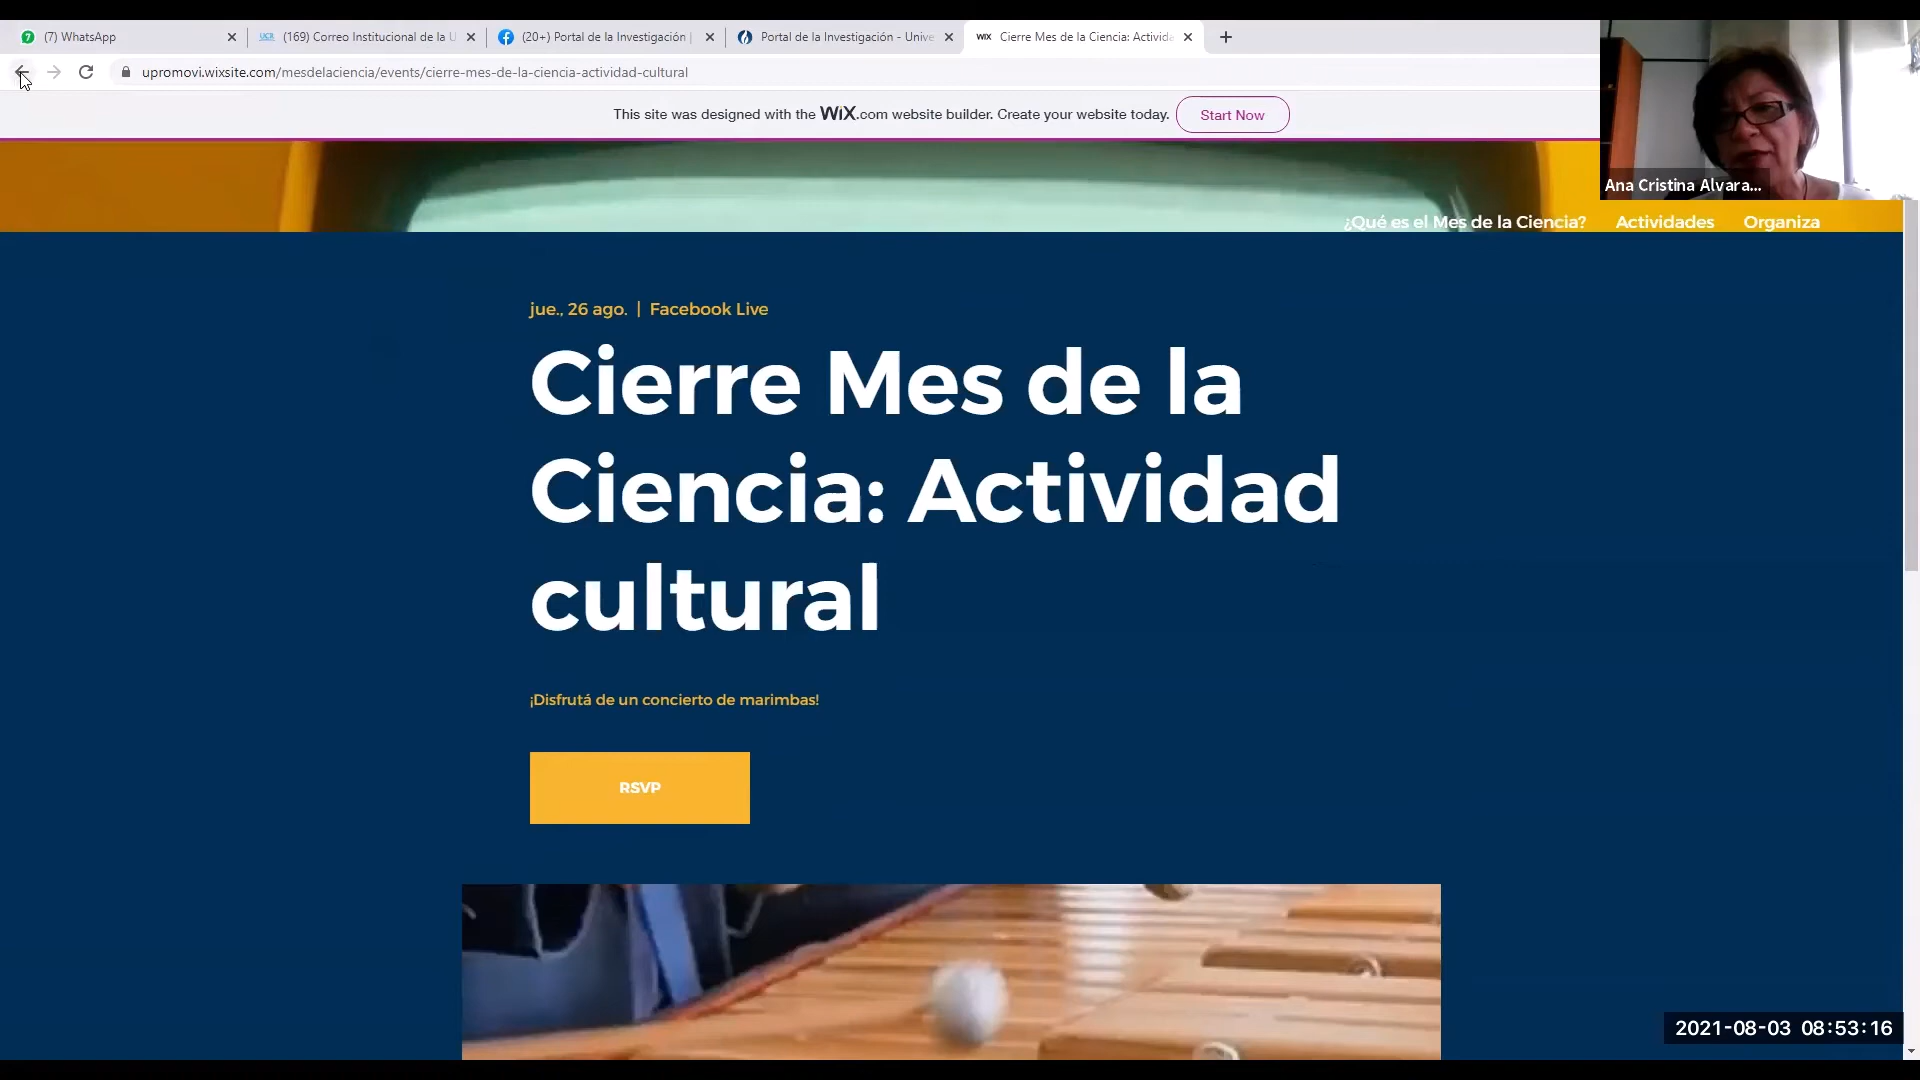 (7) WhatsApp
(169) Correo Institucional de la U
(20+) Portal de la Investigación |
Portal de la Investigación - Unive
WiX Cierre Mes de la Ciencia: Activida
upromovi.wixsite.com/mesdelaciencia/events/cierre-mes-de-la-ciencia-actividad-cultural
This site was designed with the WiX.com website builder. Create your website today.
Start Now
Ana Cristina Alvara...
¿Qué es el Mes de la Ciencia? Actividades Organiza
jue., 26 ago. | Facebook Live
Cierre Mes de la
Ciencia: Actividad
cultural
¡Disfrutá de un concierto de marimbas!
RSVP
2021-08-03 08:53:16